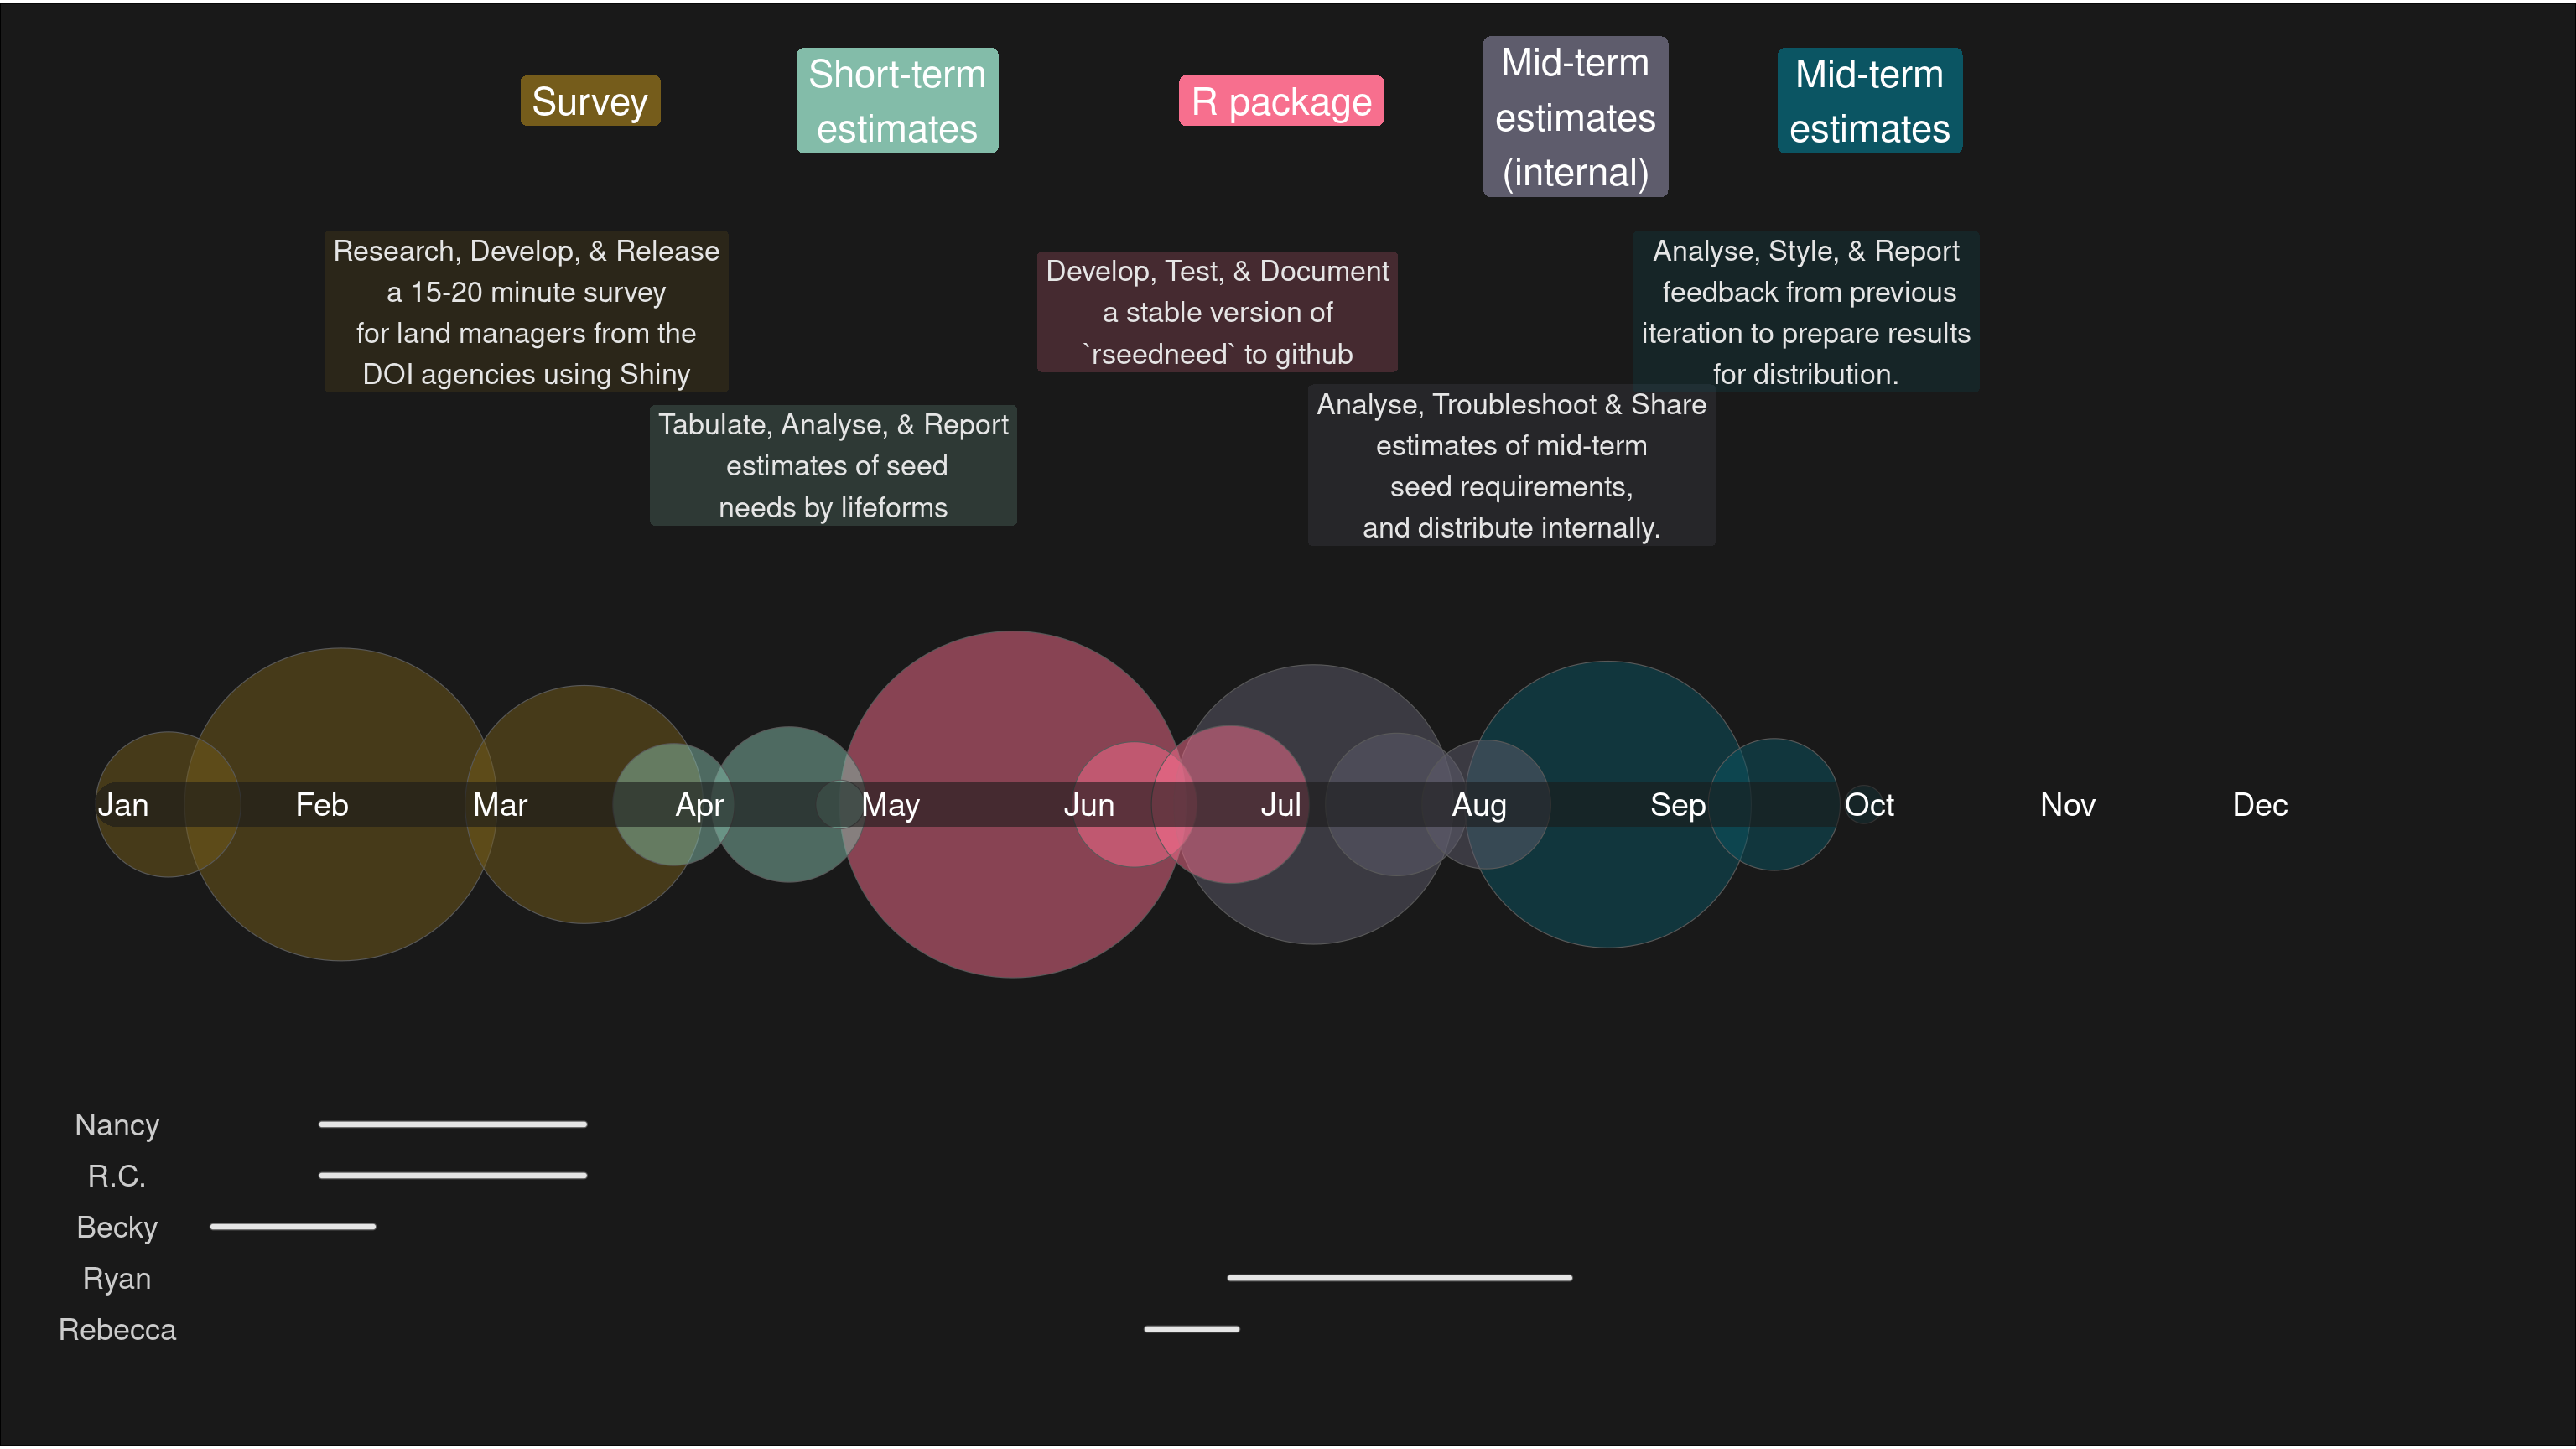 Survey
Short-term
estimates
R package
Mid-term
estimates
(internal)
Mid-term
estimates
Research, Develop, & Release
a 15-20 minute survey
for land managers from the
DOI agencies using Shiny
Tabulate, Analyse, & Report
estimates of seed
needs by lifeforms
Develop, Test, & Document
a stable version of
`rseedneed` to github
Analyse, Troubleshoot & Share
estimates of mid-term
seed requirements,
and distribute internally.
Analyse, Style, & Report
feedback from previous
iteration to prepare results
for distribution.
Jan Feb Mar Apr May Jun Jul Aug Sep Oct Nov Dec
Nancy
R.C.
Becky
Ryan
Rebecca